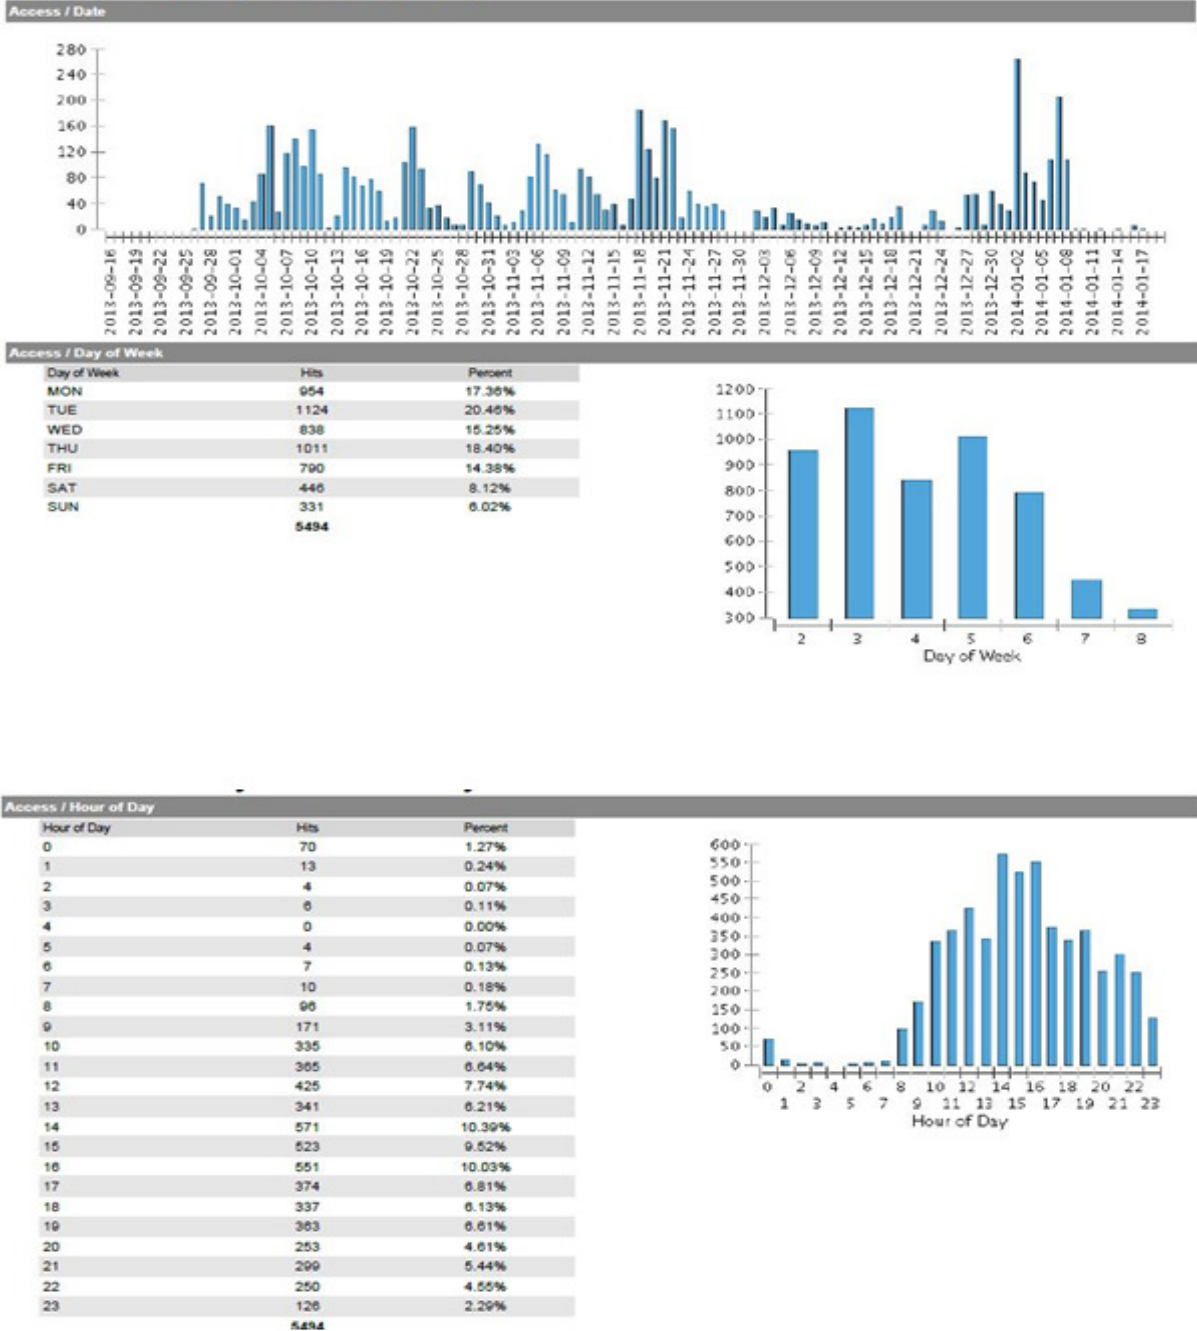 Access / Date
280
240
200
160
120
80
40
0
2013-09-16
2013-09-19
2013-09-22
2013-09-25
2013-09-28
2013-10-01
2013-10-04
2013-10-07
2013-10-10
2013-10-13
2013-10-16
2013-10-19
2013-10-22
2013-10-25
2013-10-28
2013-10-31
2013-11-03
2013-11-06
2013-11-09
2013-11-12
2013-11-15
2013-11-18
2013-11-21
2013-11-24
2013-11-27
2013-11-30
2013-12-03
2013-12-06
2013-12-09
2013-12-12
2013-12-15
2013-12-18
2013-12-21
2013-12-24
2013-12-27
2013-12-30
2014-01-02
2014-01-05
2014-01-08
2014-01-11
2014-01-14
2014-01-17
Access / Day of Week
Day of Week Hits Percent
MON 954 17.36%
TUE 1124 20.46%
WED 838 15.25%
THU 1011 18.40%
FRI 790 14.38%
SAT 446 8.12%
SUN 331 6.02%
5494
1200
1100
1000
900
800
700
600
500
400
300
2 3 4 5 6 7 8
Day of Week
Access / Hour of Day
Hour of Day Hits Percent
0 70 1.27%
1 13 0.24%
2 4 0.07%
3 6 0.11%
4 0 0.00%
5 4 0.07%
6 7 0.13%
7 10 0.18%
8 96 1.75%
9 171 3.11%
10 335 6.10%
11 365 6.64%
12 425 7.74%
13 341 6.21%
14 571 10.39%
15 523 9.52%
16 551 10.03%
17 374 6.81%
18 337 6.13%
19 363 6.61%
20 253 4.61%
21 299 5.44%
22 250 4.55%
23 126 2.29%
5494
600
550
500
450
400
350
300
250
200
150
100
50
0
0 2 4 6 8 10 12 14 16 18 20 22
1 3 5 7 9 11 13 15 17 19 21 23
Hour of Day